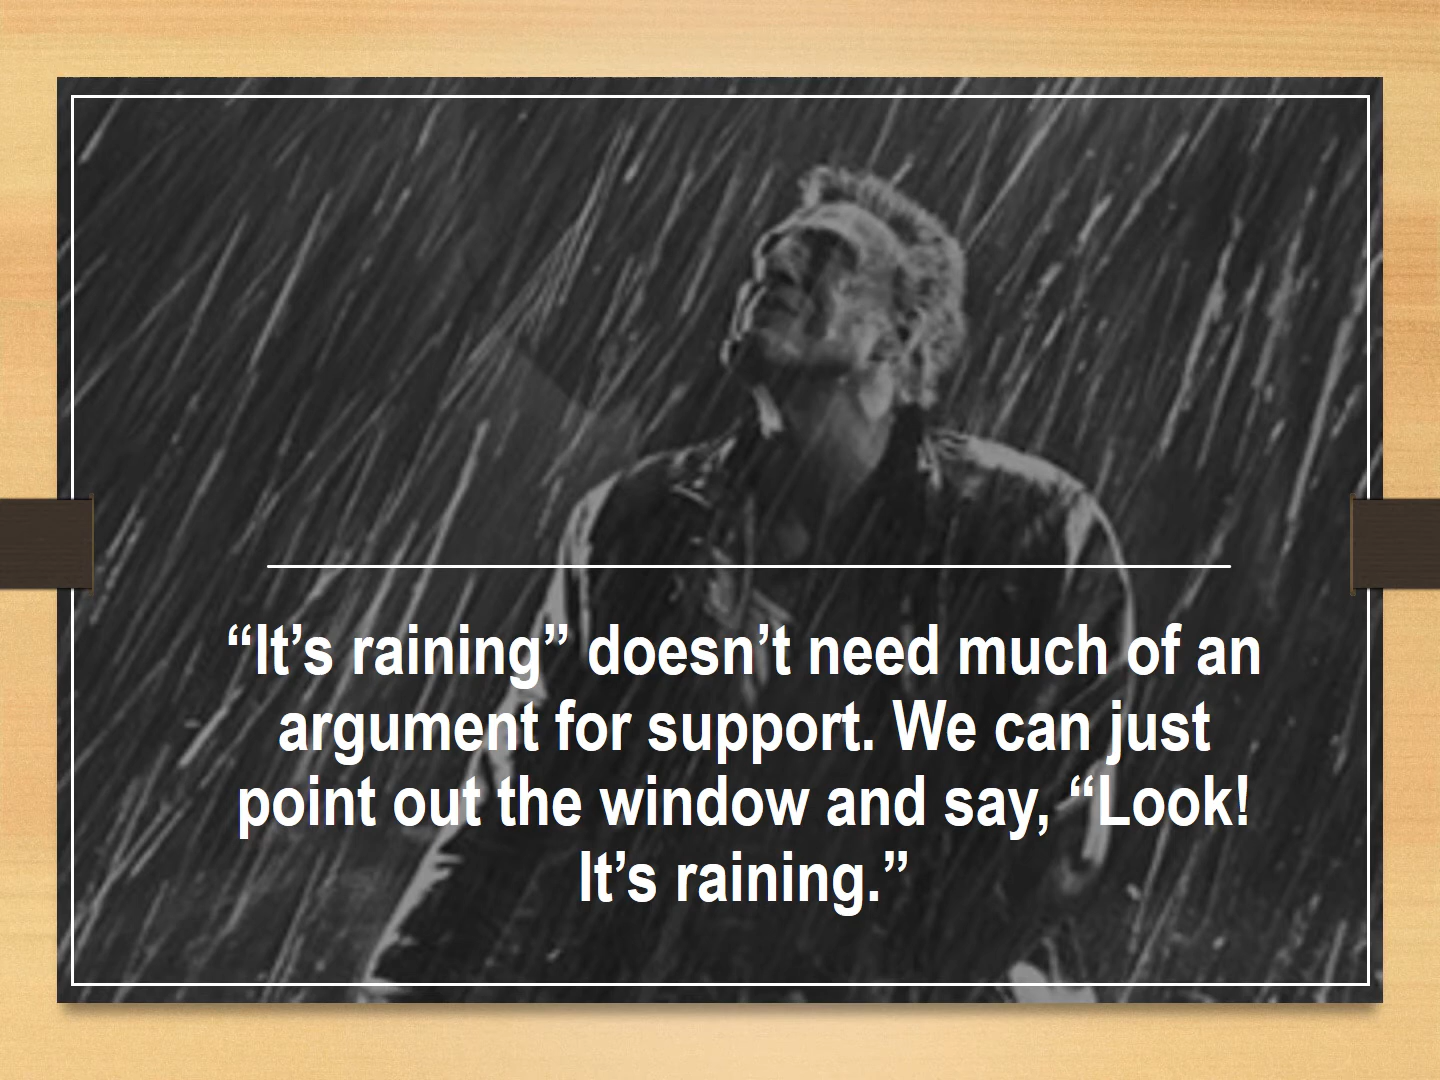 “It’s raining” doesn’t need much of an
argument for support. We can just
point out the window and say, “Look!
It’s raining.”